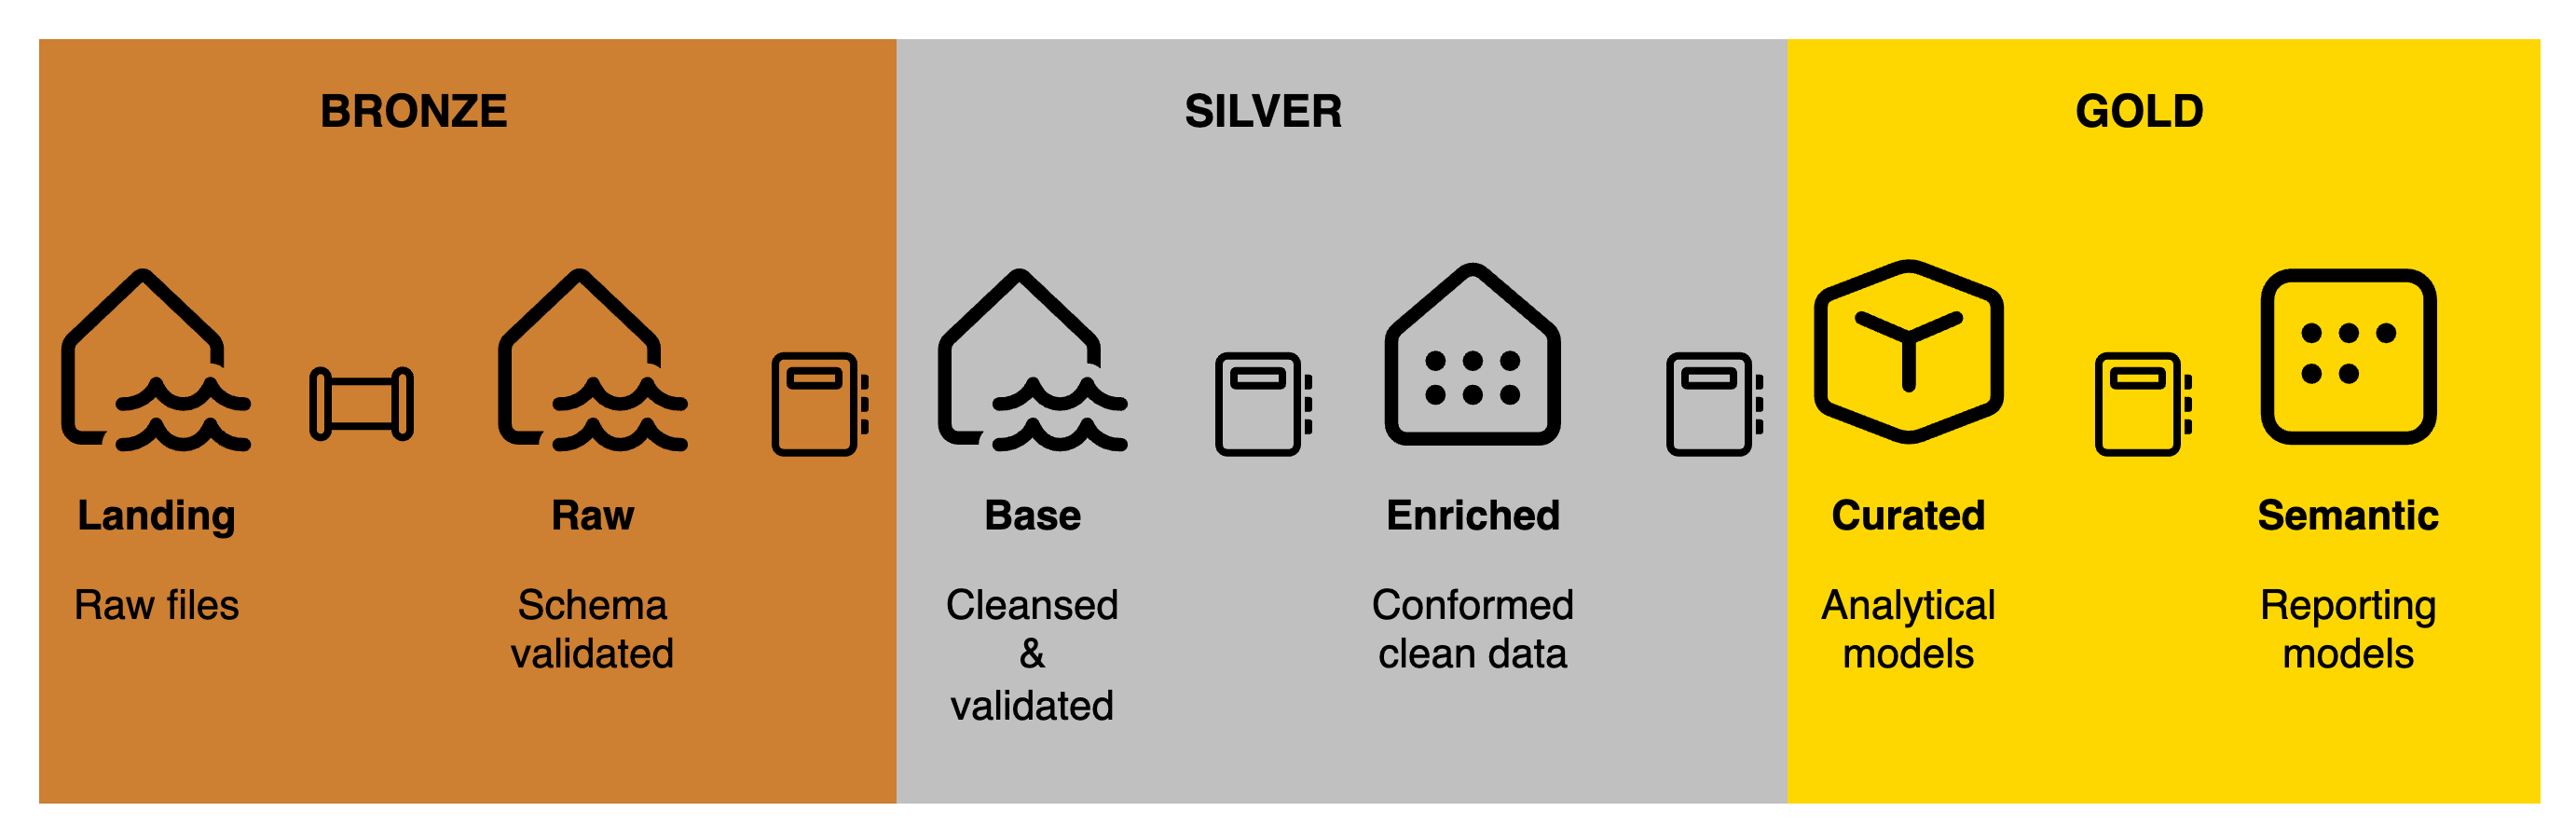 BRONZE
SILVER
GOLD
Landing
Raw
Base
Enriched
Curated
Semantic
Raw files
Schema
validated
Cleansed
&
validated
Conformed
clean data
Analytical
models
Reporting
models